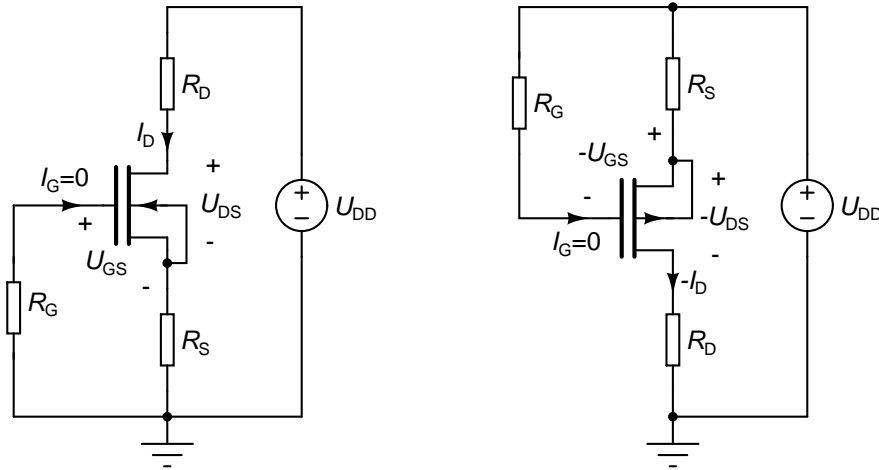 R_D
I_D
+
I_G=0
U_DS
+
-
U_GS
-
R_G
R_S
+
−
U_DD
R_G
R_S
+
-U_GS
-
+
I_G=0
-U_DS
-
-I_D
R_D
+
−
U_DD